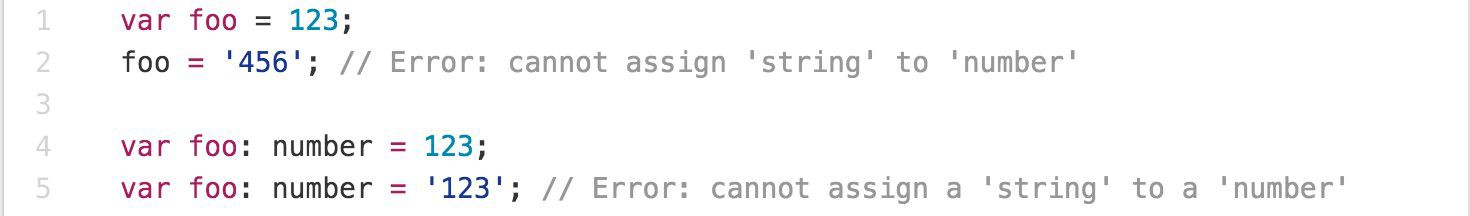 1 var foo = 123;
2 foo = '456'; // Error: cannot assign 'string' to 'number'
3
4 var foo: number = 123;
5 var foo: number = '123'; // Error: cannot assign a 'string' to a 'number'